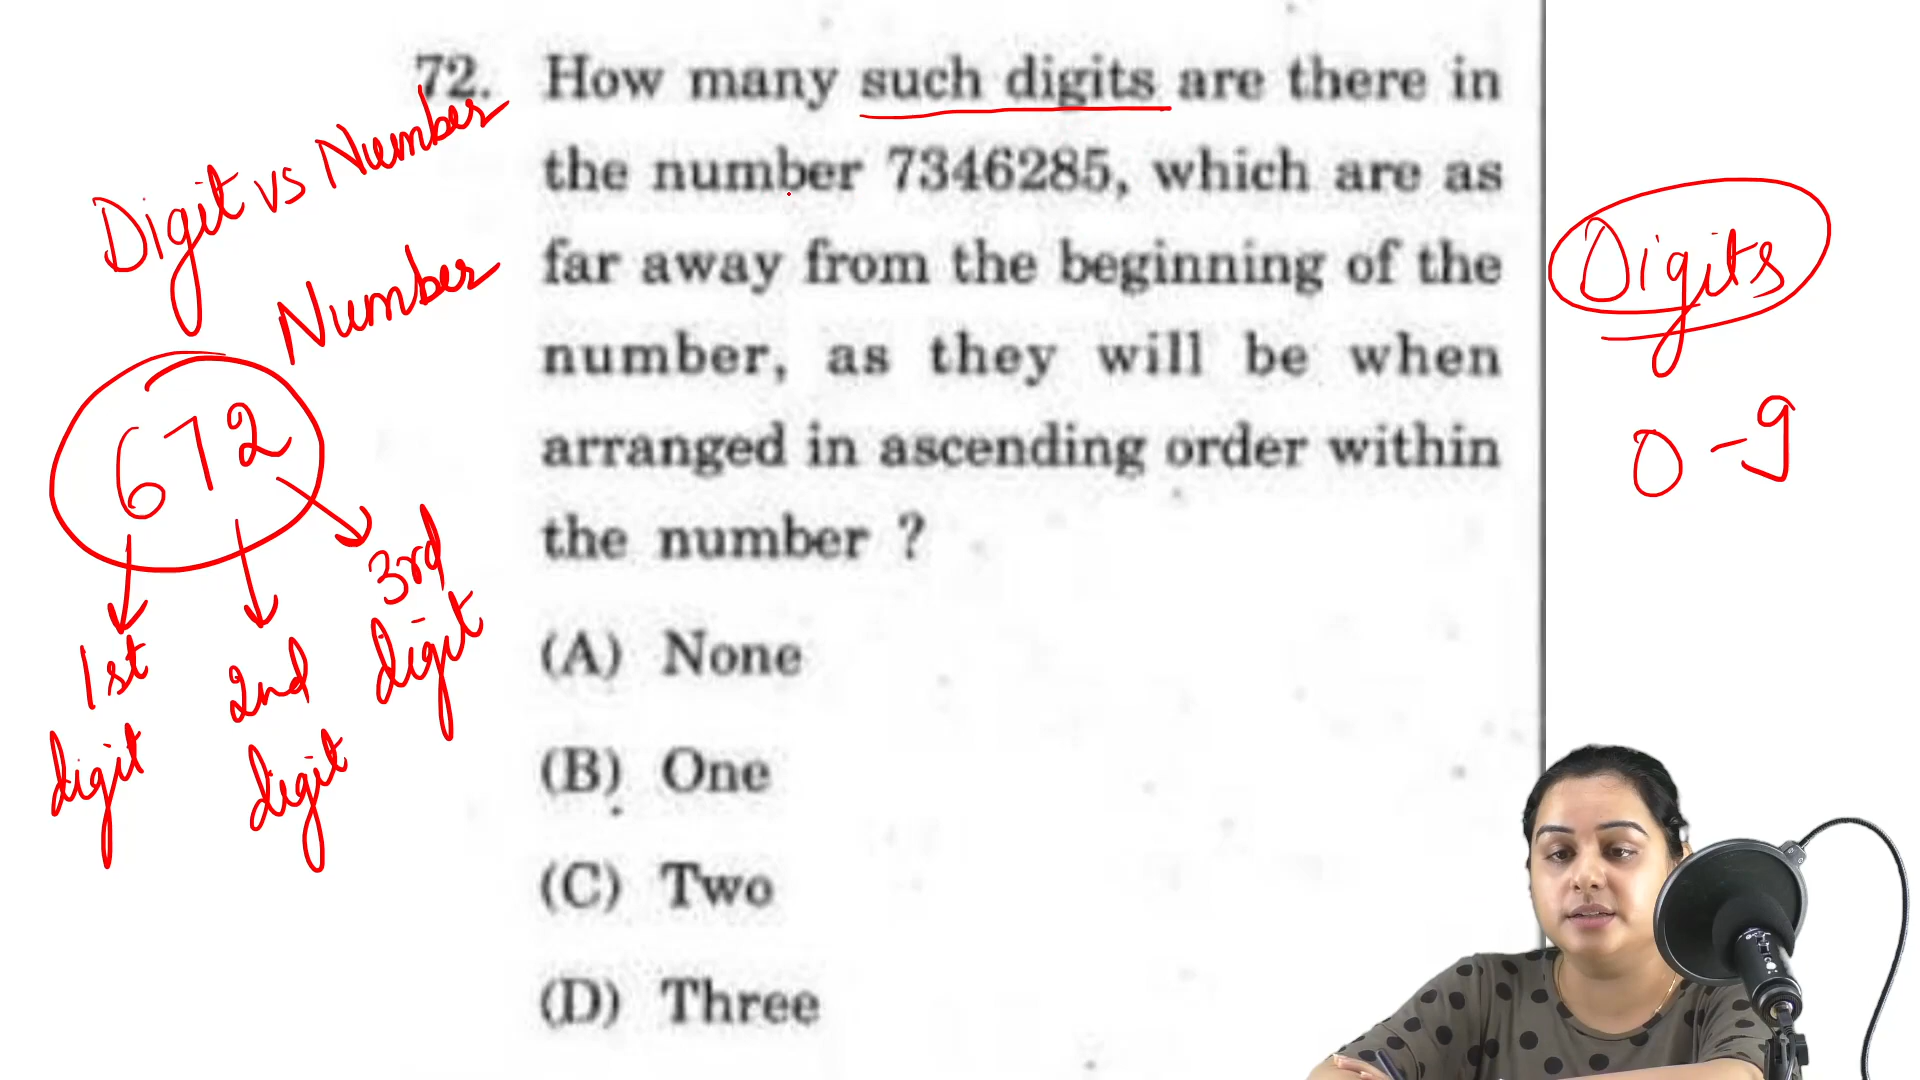 72. How many such digits are there in
the number 7346285, which are as
far away from the beginning of the
number, as they will be when
arranged in ascending order within
the number ?
(A) None
(B) One
(C) Two
(D) Three
Digit vs Number
Number
672
1st
digit
2nd
digit
3rd
digit
Digits
0-9